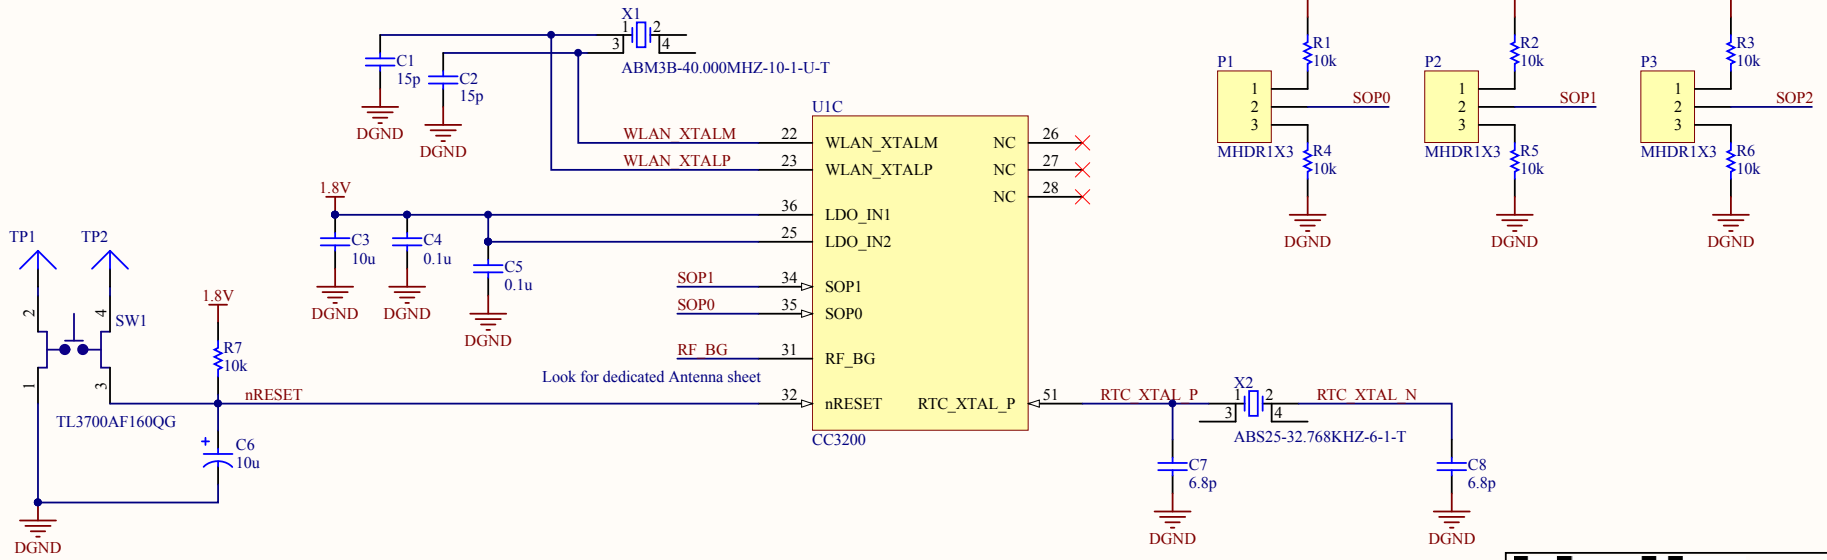 X1
1
2
3
4
ABM3B-40.000MHZ-10-1-U-T
C1
15p
C2
15p
DGND
DGND
U1C
WLAN_XTALM
22
WLAN_XTALM
WLAN_XTALP
23
WLAN_XTALP
1.8V
36
LDO_IN1
25
LDO_IN2
C3
10u
C4
0.1u
C5
0.1u
DGND
DGND
DGND
SOP1
34
SOP1
SOP0
35
SOP0
RF_BG
31
RF_BG
Look for dedicated Antenna sheet
nRESET
32
nRESET
NC
26
NC
27
NC
28
RTC_XTAL_P
51
CC3200
TP1
TP2
2
4
SW1
1
3
TL3700AF160QG
1.8V
R7
10k
C6
10u
DGND
RTC_XTAL_P
X2
1
2
3
4
RTC_XTAL_N
ABS25-32.768KHZ-6-1-T
C7
6.8p
C8
6.8p
DGND
DGND
P1
1
2
3
MHDR1X3
R1
10k
SOP0
R4
10k
DGND
P2
1
2
3
MHDR1X3
R2
10k
SOP1
R5
10k
DGND
P3
1
2
3
MHDR1X3
R3
10k
SOP2
R6
10k
DGND